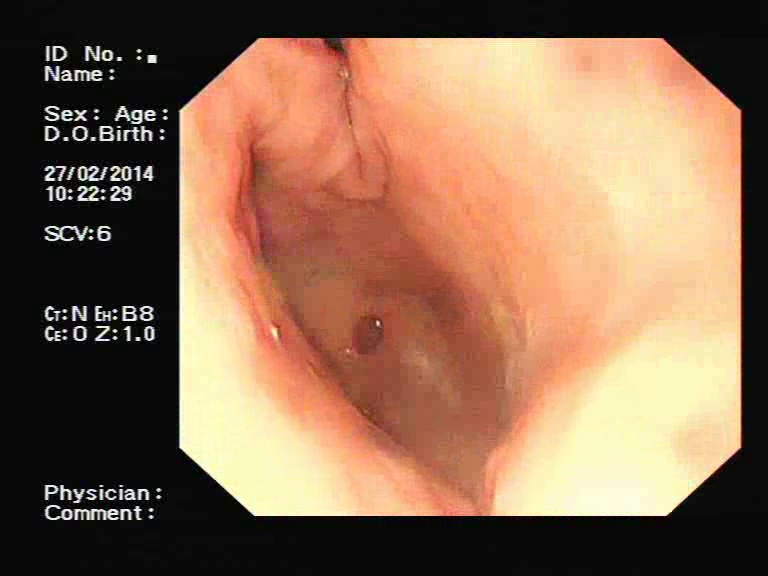 ID No. :
Name:
Sex: Age:
D.O.Birth:
27/02/2014
10:22:29
SCV:6
CT:N EH:B8
CE:0 Z:1.0
Physician:
Comment: